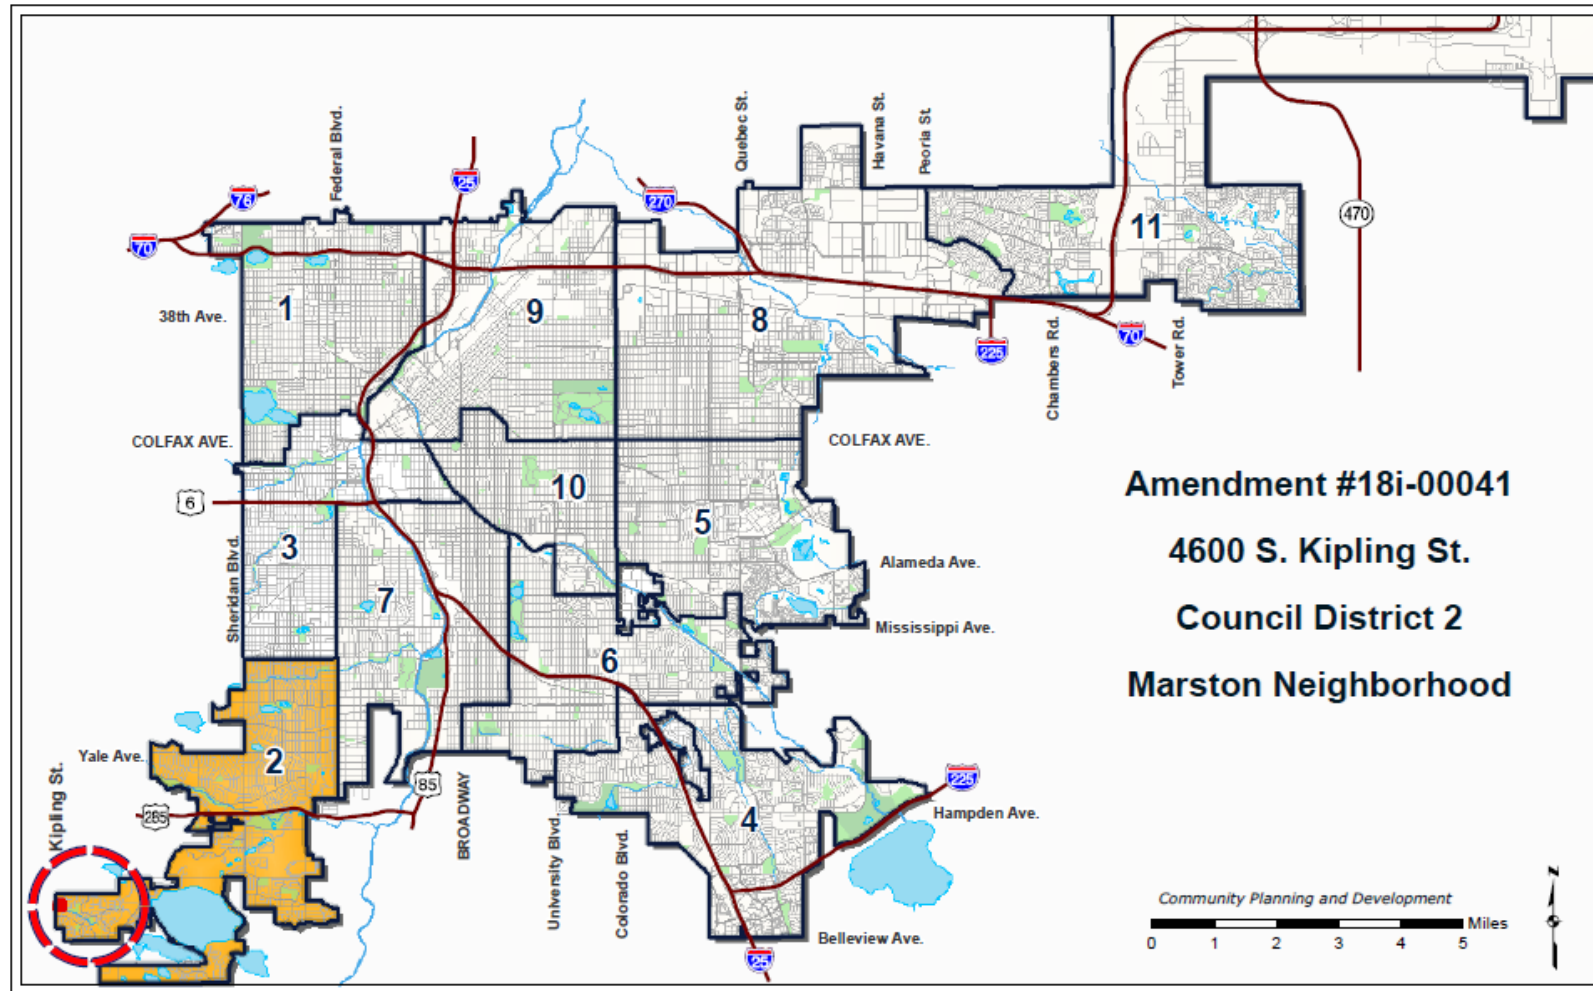 Federal Blvd.
Quebec St.
Havana St.
Peoria St.
76
25
270
70
470
11
1
9
8
38th Ave.
225
70
Chambers Rd.
Tower Rd.
COLFAX AVE.
COLFAX AVE.
10
6
5
3
Sheridan Blvd.
7
Alameda Ave.
Mississippi Ave.
6
Amendment #18i-00041
4600 S. Kipling St.
Council District 2
Marston Neighborhood
2
Yale Ave.
Kipling St.
285
85
BROADWAY
University Blvd.
Colorado Blvd.
4
225
Hampden Ave.
Belleview Ave.
25
Community Planning and Development
Miles
0 1 2 3 4 5
N